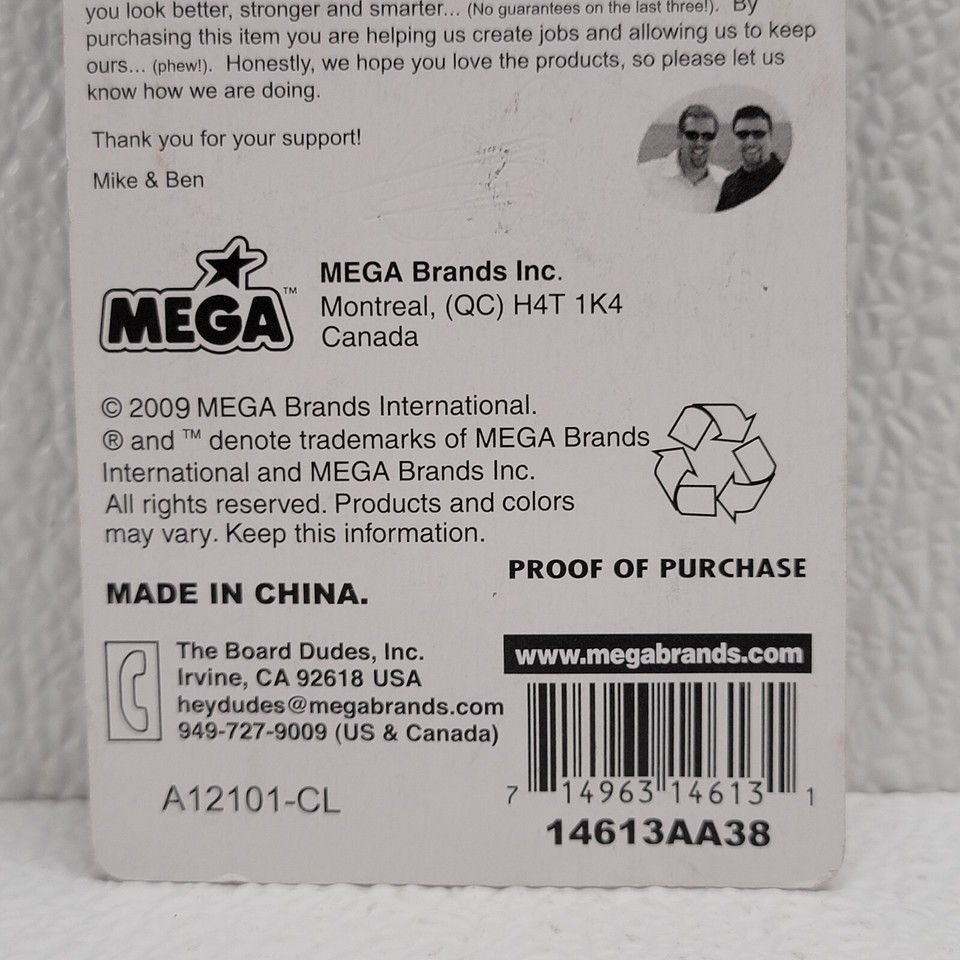 you look better, stronger and smarter... (No guarantees on the last three!). By
purchasing this item you are helping us create jobs and allowing us to keep
ours... (phew!). Honestly, we hope you love the products, so please let us
know how we are doing.
Thank you for your support!
Mike & Ben
MEGA™
MEGA Brands Inc.
Montreal, (QC) H4T 1K4
Canada
© 2009 MEGA Brands International.
® and ™ denote trademarks of MEGA Brands
International and MEGA Brands Inc.
All rights reserved. Products and colors
may vary. Keep this information.
PROOF OF PURCHASE
MADE IN CHINA.
The Board Dudes, Inc.
Irvine, CA 92618 USA
heydudes@megabrands.com
949-727-9009 (US & Canada)
A12101-CL
www.megabrands.com
7 14963 14613 1
14613AA38